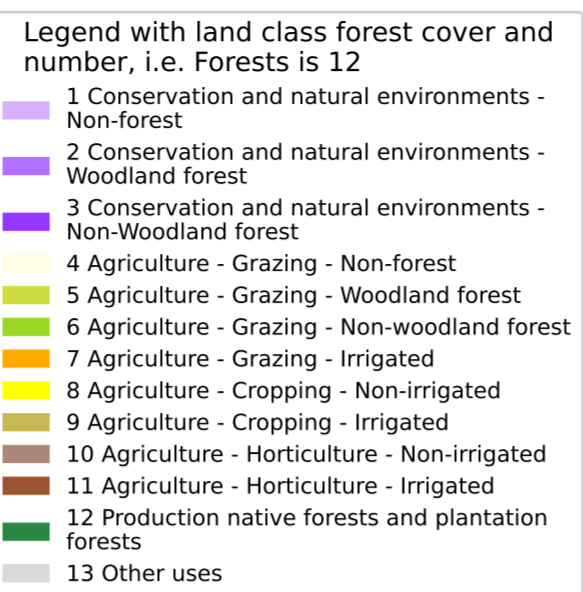 Legend with land class forest cover and
number, i.e. Forests is 12
1 Conservation and natural environments -
Non-forest
2 Conservation and natural environments -
Woodland forest
3 Conservation and natural environments -
Non-Woodland forest
4 Agriculture - Grazing - Non-forest
5 Agriculture - Grazing - Woodland forest
6 Agriculture - Grazing - Non-woodland forest
7 Agriculture - Grazing - Irrigated
8 Agriculture - Cropping - Non-irrigated
9 Agriculture - Cropping - Irrigated
10 Agriculture - Horticulture - Non-irrigated
11 Agriculture - Horticulture - Irrigated
12 Production native forests and plantation
forests
13 Other uses